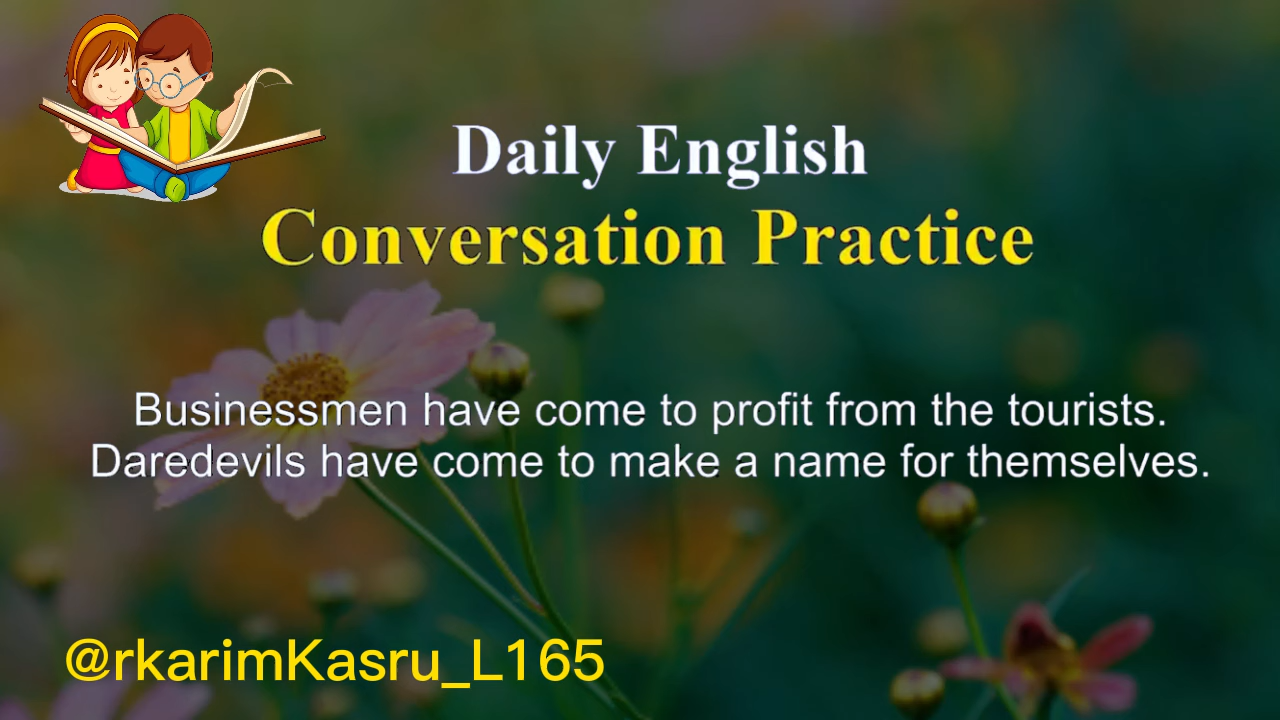 Daily English
Conversation Practice
Businessmen have come to profit from the tourists.
Daredevils have come to make a name for themselves.
@rkarimKasru_L165